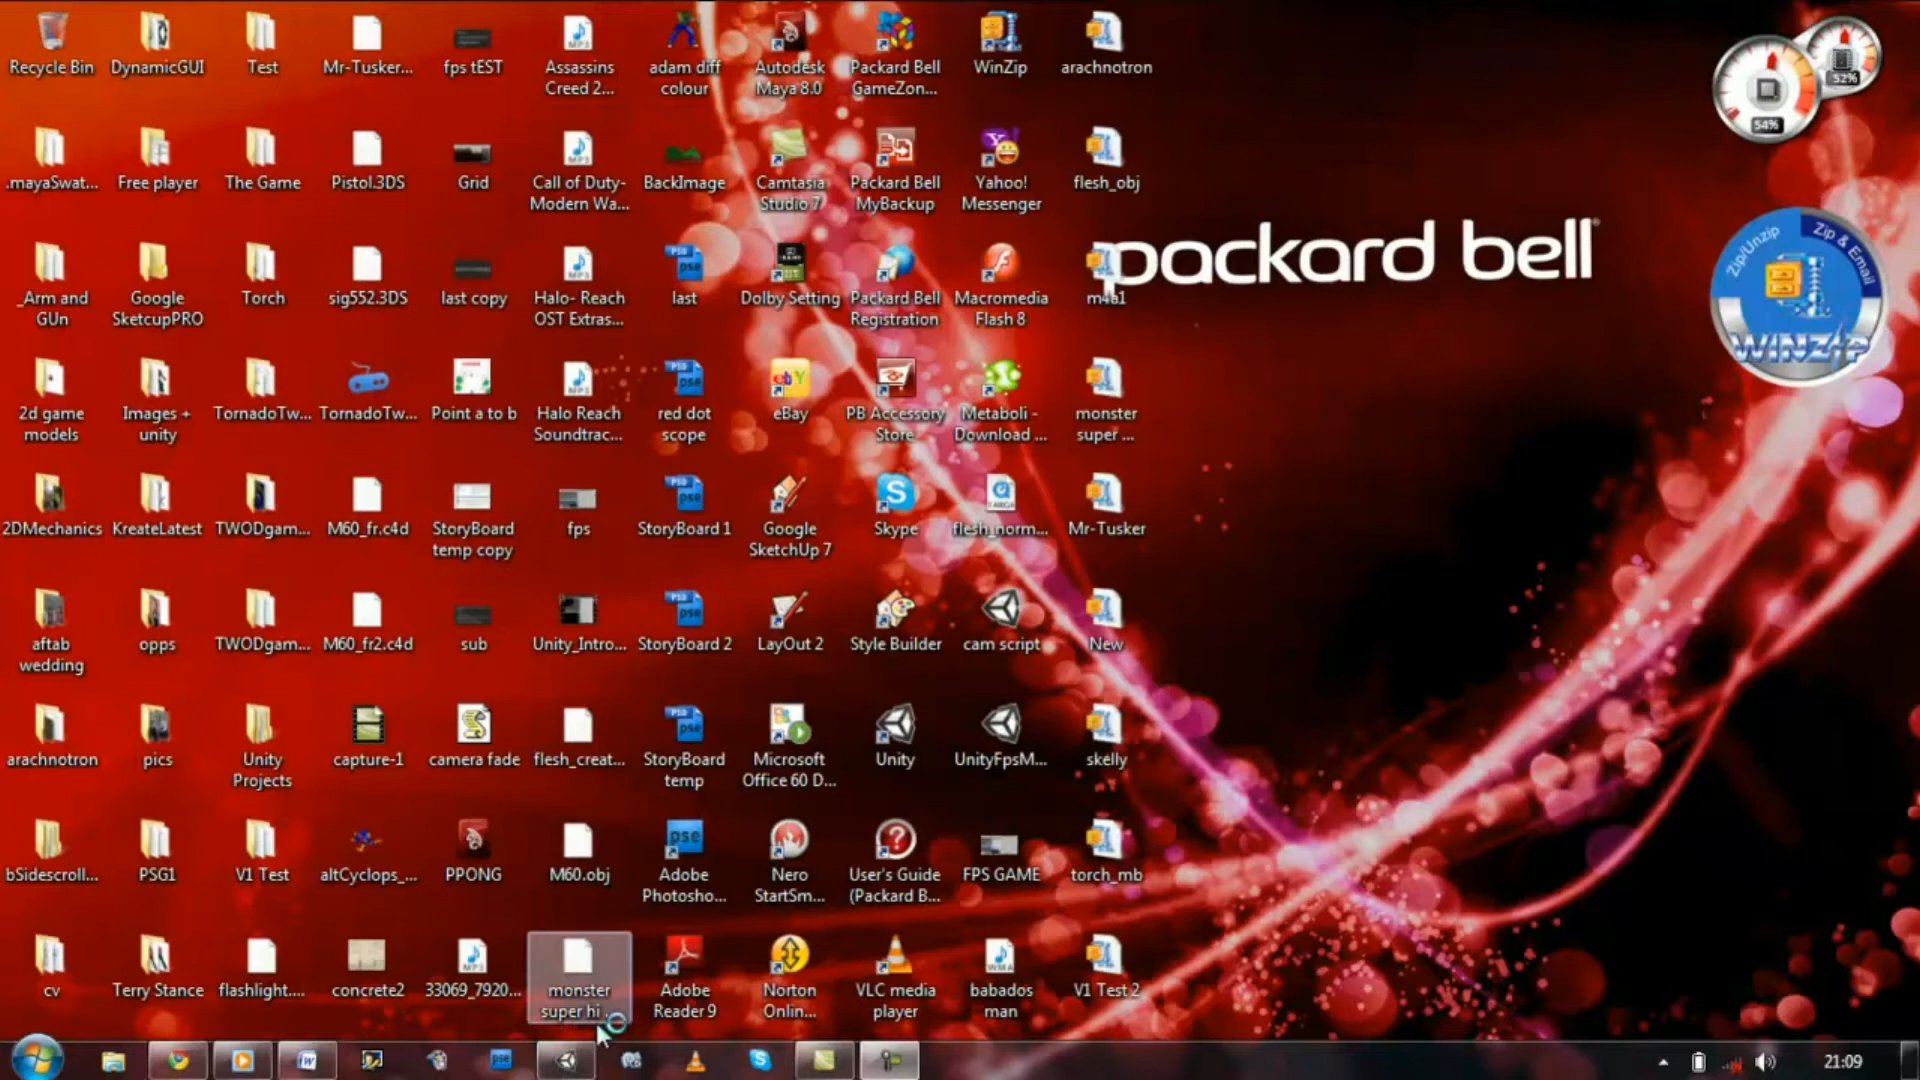 Recycle Bin
DynamicGUI
Test
Mr-Tusker...
fps tEST
Assassins
Creed 2...
adam diff
colour
Autodesk
Maya 8.0
Packard Bell
GameZon...
WinZip
arachnotron
52%
54%
.mayaSwat...
Free player
The Game
Pistol.3DS
Grid
Call of Duty-
Modern Wa...
BackImage
Camtasia
Studio 7
Packard Bell
MyBackup
Yahoo!
Messenger
flesh_obj
packard bell
Zip/Unzip
Zip & Email
WINZIP
_Arm and
GUn
Google
SketcupPRO
Torch
sig552.3DS
last copy
Halo- Reach
OST Extras...
last
Dolby Setting
Packard Bell
Registration
Macromedia
Flash 8
m4a1
2d game
models
Images +
unity
TornadoTw...
TornadoTw...
Point a to b
Halo Reach
Soundtrac...
red dot
scope
eBay
PB Accessory
Store
Metaboli -
Download ...
monster
super ...
2DMechanics
KreateLatest
TWODgam...
M60_fr.c4d
StoryBoard
temp copy
fps
StoryBoard 1
Google
SketchUp 7
Skype
flesh_norm...
Mr-Tusker
aftab
wedding
opps
TWODgam...
M60_fr2.c4d
sub
Unity_Intro...
StoryBoard 2
LayOut 2
Style Builder
cam script
New
arachnotron
pics
Unity
Projects
capture-1
camera fade
flesh_creat...
StoryBoard
temp
Microsoft
Office 60 D...
Unity
UnityFpsM...
skelly
bSidescroll...
PSG1
V1 Test
altCyclops_...
PPONG
M60.obj
Adobe
Photosho...
Nero
StartSm...
User's Guide
(Packard B...
FPS GAME
torch_mb
cv
Terry Stance
flashlight....
concrete2
33069_7920...
monster
super hi ...
Adobe
Reader 9
Norton
Onlin...
VLC media
player
babados
man
V1 Test 2
21:09